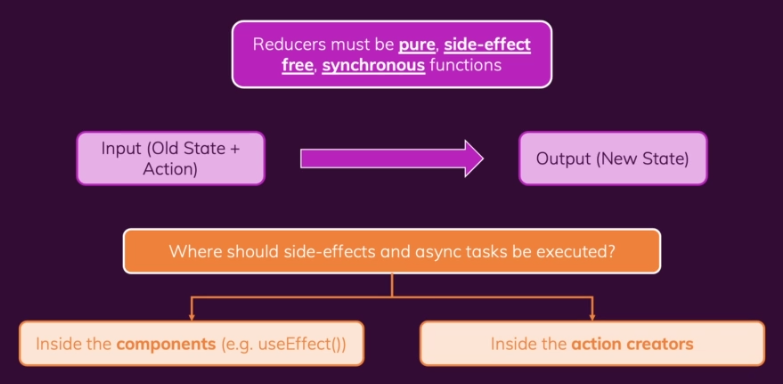 Reducers must be pure, side-effect
free, synchronous functions
Input (Old State +
Action)
Output (New State)
Where should side-effects and async tasks be executed?
Inside the components (e.g. useEffect())
Inside the action creators